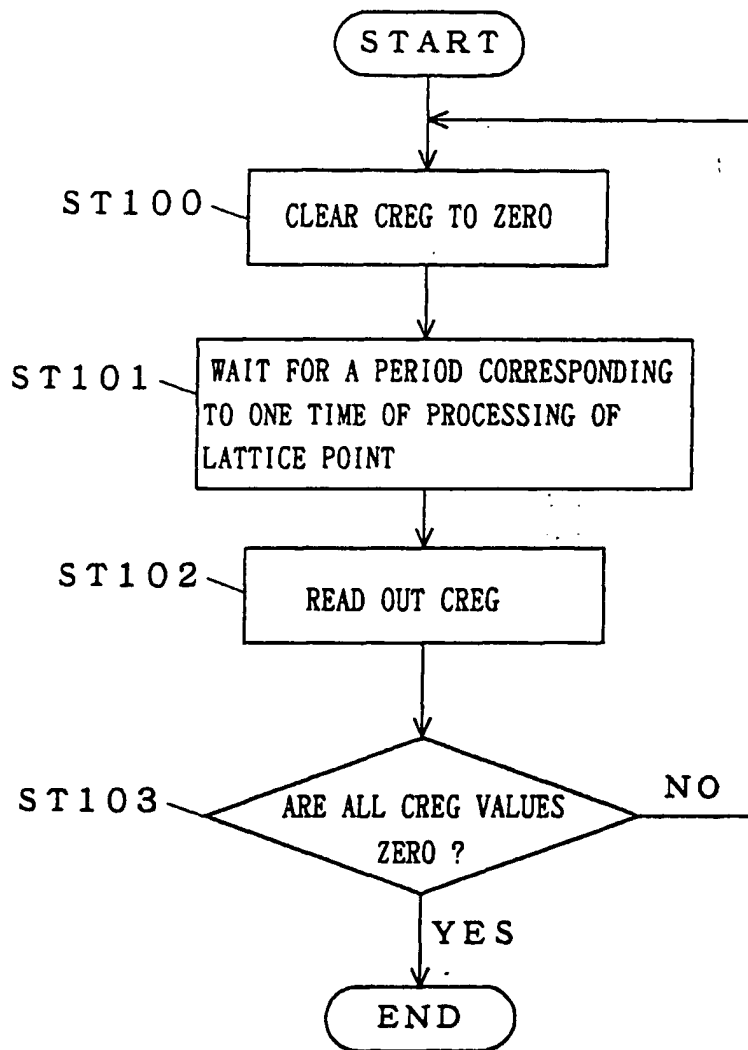 START
ST100
CLEAR CREG TO ZERO
ST101
WAIT FOR A PERIOD CORRESPONDING
TO ONE TIME OF PROCESSING OF
LATTICE POINT
ST102
READ OUT CREG
ST103
ARE ALL CREG VALUES
ZERO ?
NO
YES
END